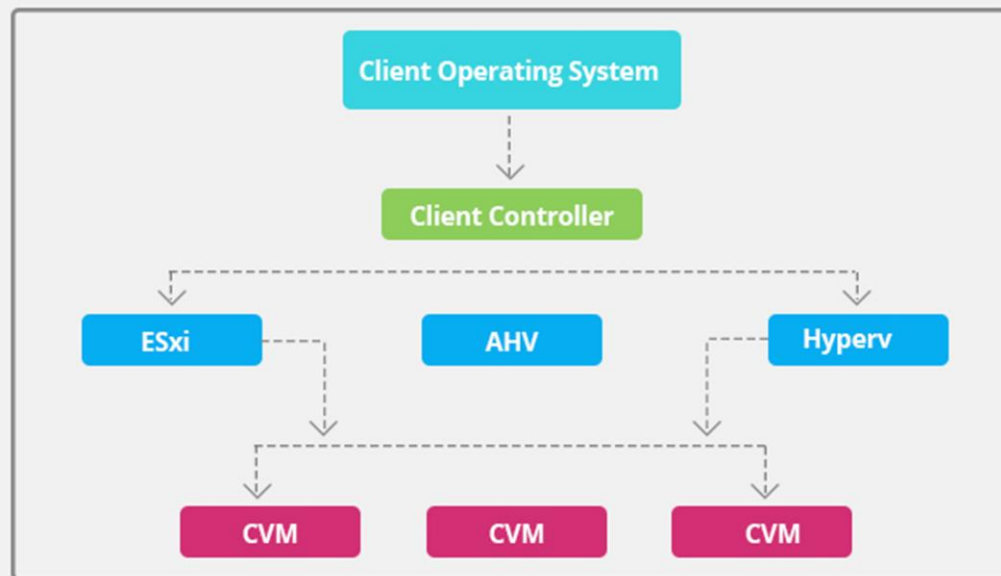 Client Operating System
Client Controller
ESxi
AHV
Hyperv
CVM
CVM
CVM